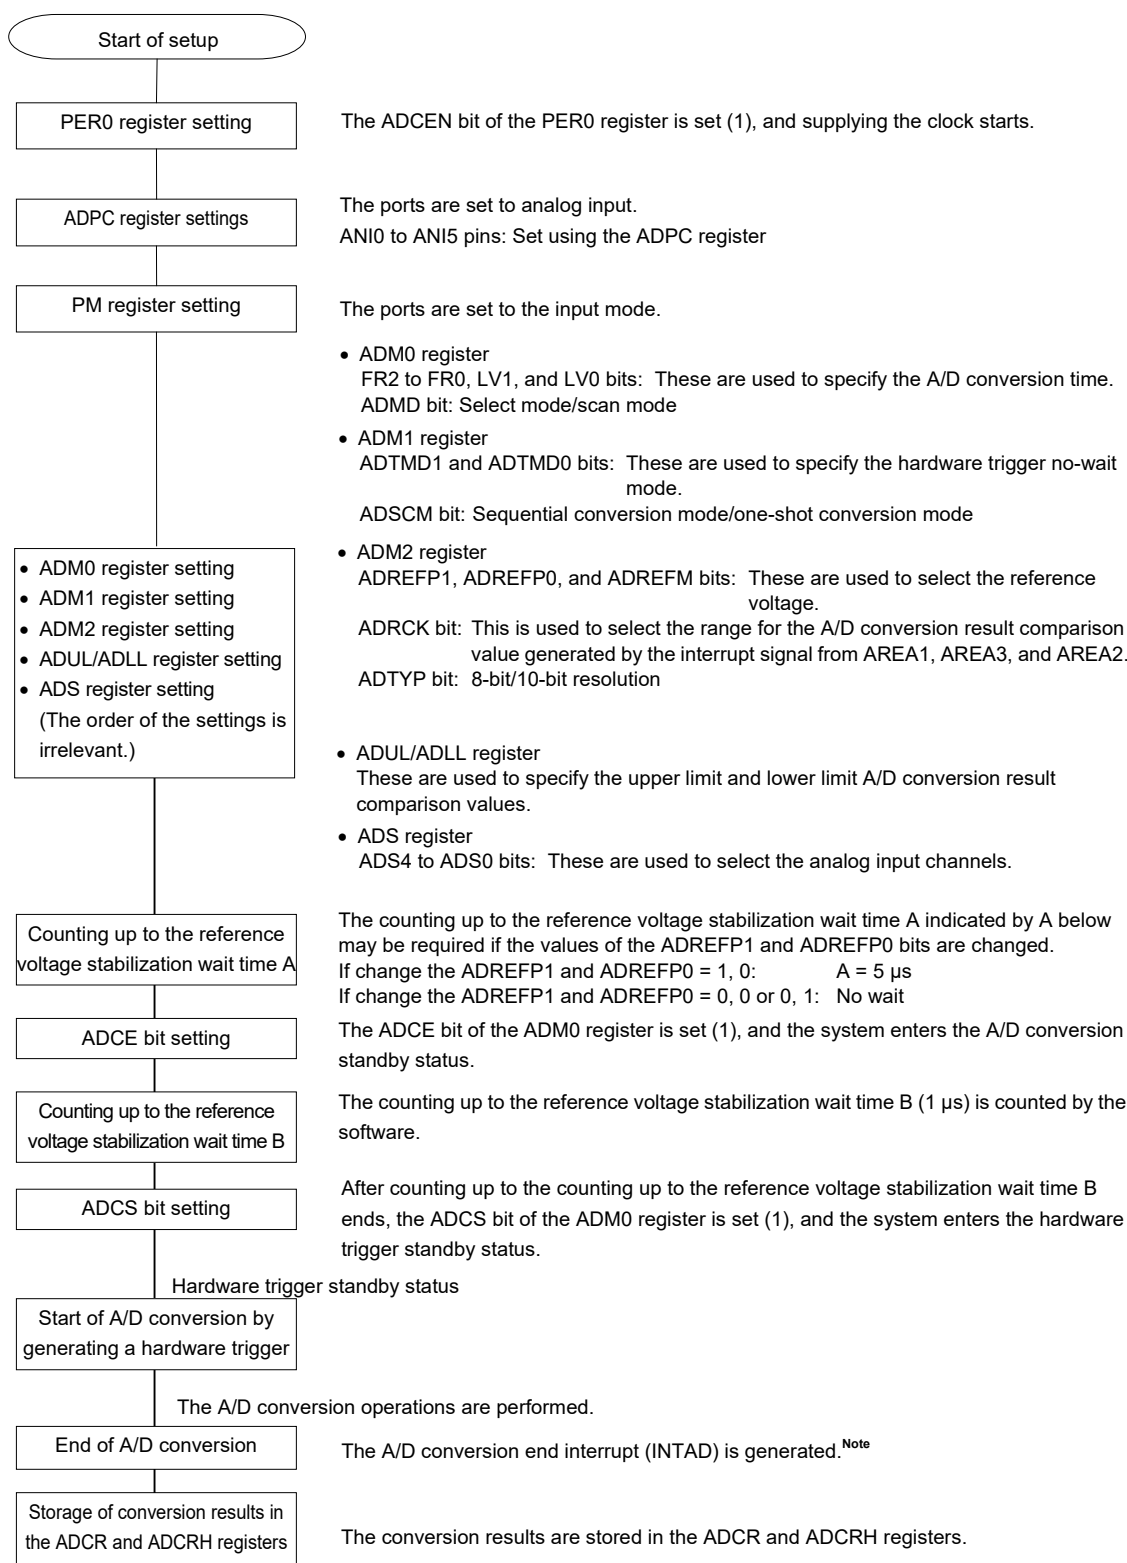 Start of setup
PER0 register setting
The ADCEN bit of the PER0 register is set (1), and supplying the clock starts.
ADPC register settings
The ports are set to analog input.
ANI0 to ANI5 pins: Set using the ADPC register
PM register setting
The ports are set to the input mode.
• ADM0 register
FR2 to FR0, LV1, and LV0 bits: These are used to specify the A/D conversion time.
ADMD bit: Select mode/scan mode
• ADM1 register
ADTMD1 and ADTMD0 bits: These are used to specify the hardware trigger no-wait
mode.
ADSCM bit: Sequential conversion mode/one-shot conversion mode
• ADM0 register setting
• ADM1 register setting
• ADM2 register setting
• ADUL/ADLL register setting
• ADS register setting
(The order of the settings is
irrelevant.)
• ADM2 register
ADREFP1, ADREFP0, and ADREFM bits: These are used to select the reference
voltage.
ADRCK bit: This is used to select the range for the A/D conversion result comparison
value generated by the interrupt signal from AREA1, AREA3, and AREA2.
ADTYP bit: 8-bit/10-bit resolution
• ADUL/ADLL register
These are used to specify the upper limit and lower limit A/D conversion result
comparison values.
• ADS register
ADS4 to ADS0 bits: These are used to select the analog input channels.
Counting up to the reference
voltage stabilization wait time A
The counting up to the reference voltage stabilization wait time A indicated by A below
may be required if the values of the ADREFP1 and ADREFP0 bits are changed.
If change the ADREFP1 and ADREFP0 = 1, 0: A = 5 µs
If change the ADREFP1 and ADREFP0 = 0, 0 or 0, 1: No wait
ADCE bit setting
The ADCE bit of the ADM0 register is set (1), and the system enters the A/D conversion
standby status.
Counting up to the reference
voltage stabilization wait time B
The counting up to the reference voltage stabilization wait time B (1 µs) is counted by the
software.
ADCS bit setting
After counting up to the counting up to the reference voltage stabilization wait time B
ends, the ADCS bit of the ADM0 register is set (1), and the system enters the hardware
trigger standby status.
Hardware trigger standby status
Start of A/D conversion by
generating a hardware trigger
The A/D conversion operations are performed.
End of A/D conversion
The A/D conversion end interrupt (INTAD) is generated.Note
Storage of conversion results in
the ADCR and ADCRH registers
The conversion results are stored in the ADCR and ADCRH registers.